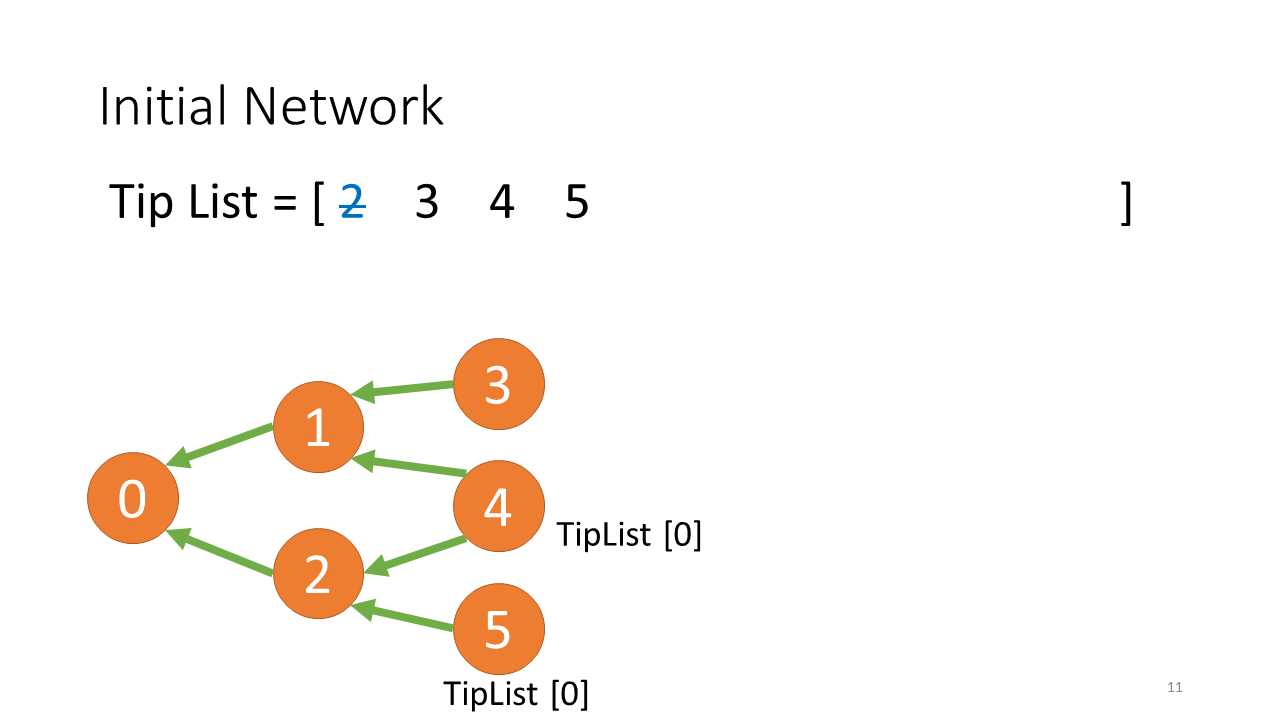 Initial Network
Tip List = [ 2 3 4 5 ]
3
1
0
4
TipList [0]
2
5
TipList [0]
11